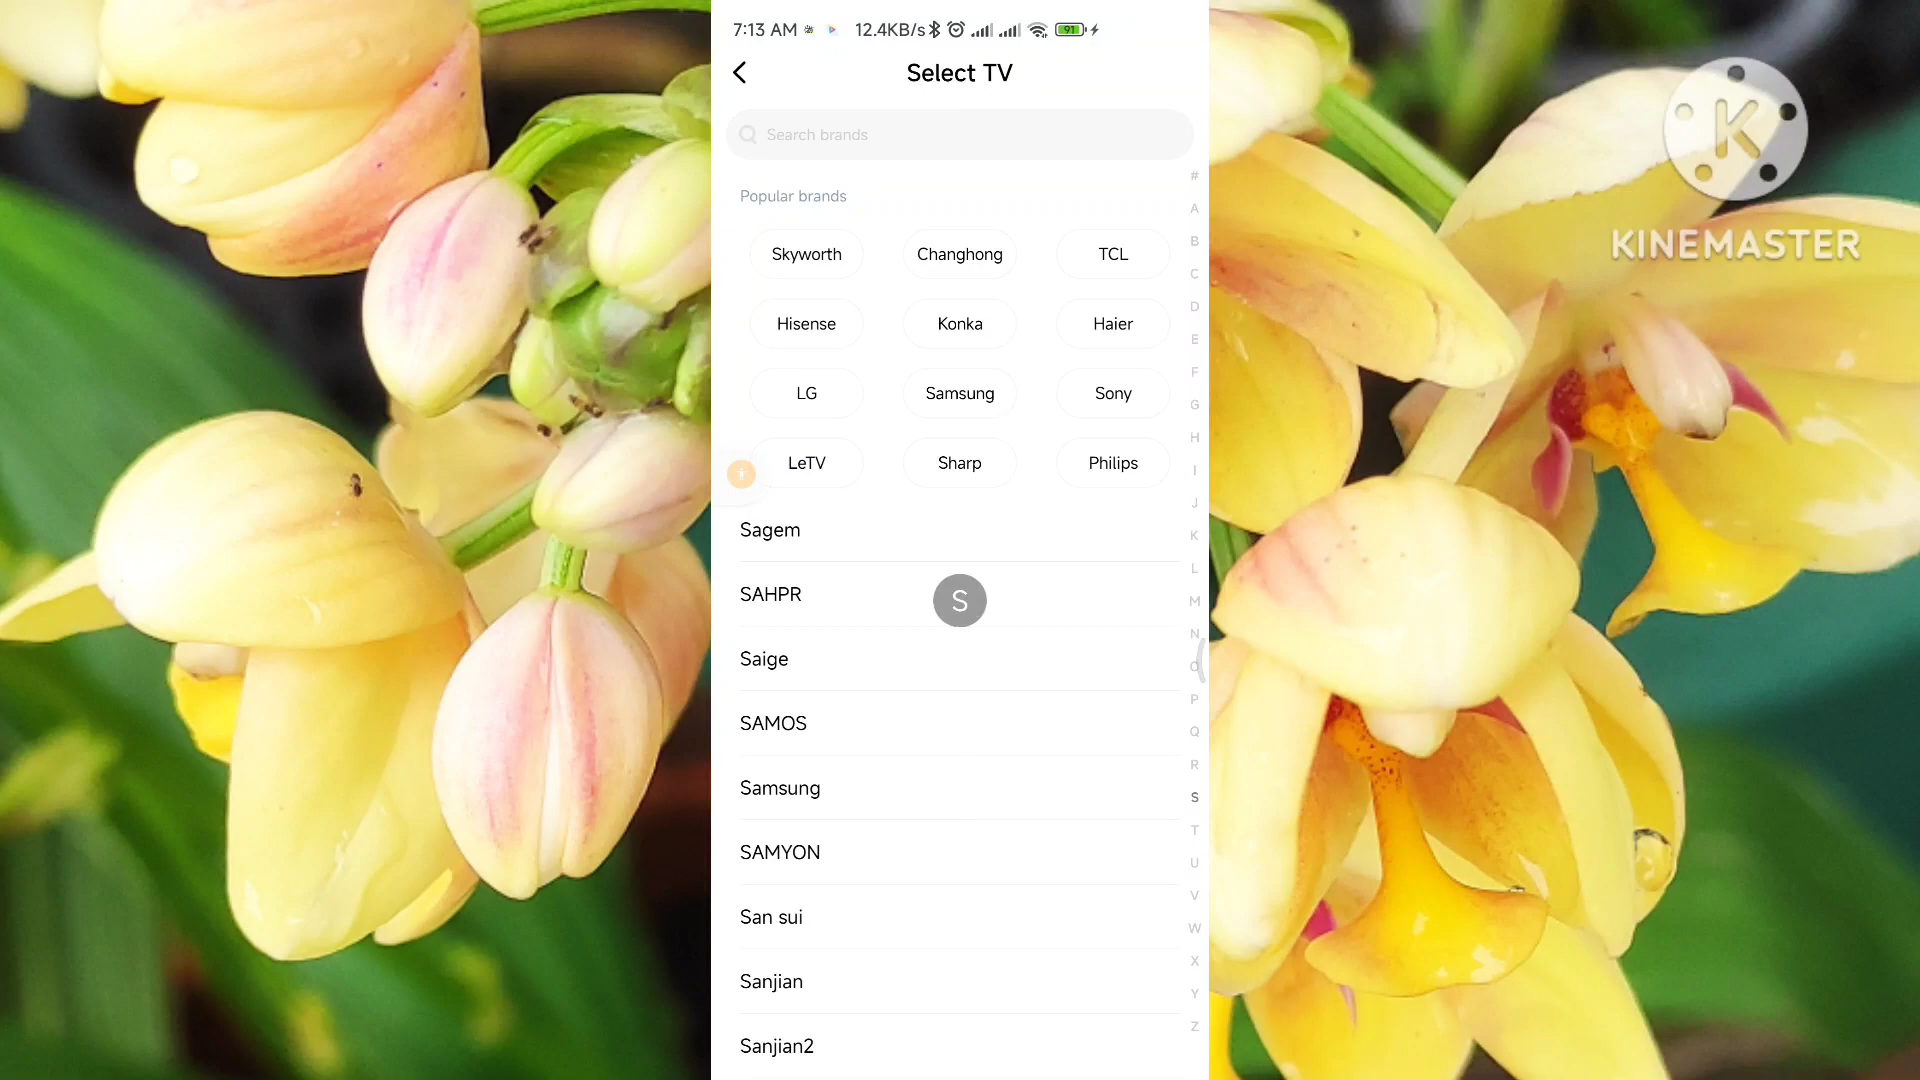 7:13 AM 12.4KB/s 91
Select TV
Search brands
Popular brands
Skyworth Changhong TCL
Hisense Konka Haier
LG Samsung Sony
LeTV Sharp Philips
Sagem
SAHPR
S
Saige
SAMOS
Samsung
SAMYON
San sui
Sanjian
Sanjian2
#
A
B
C
D
E
F
G
H
I
J
K
L
M
N
O
P
Q
R
S
T
U
V
W
X
Y
Z
K
KINEMASTER